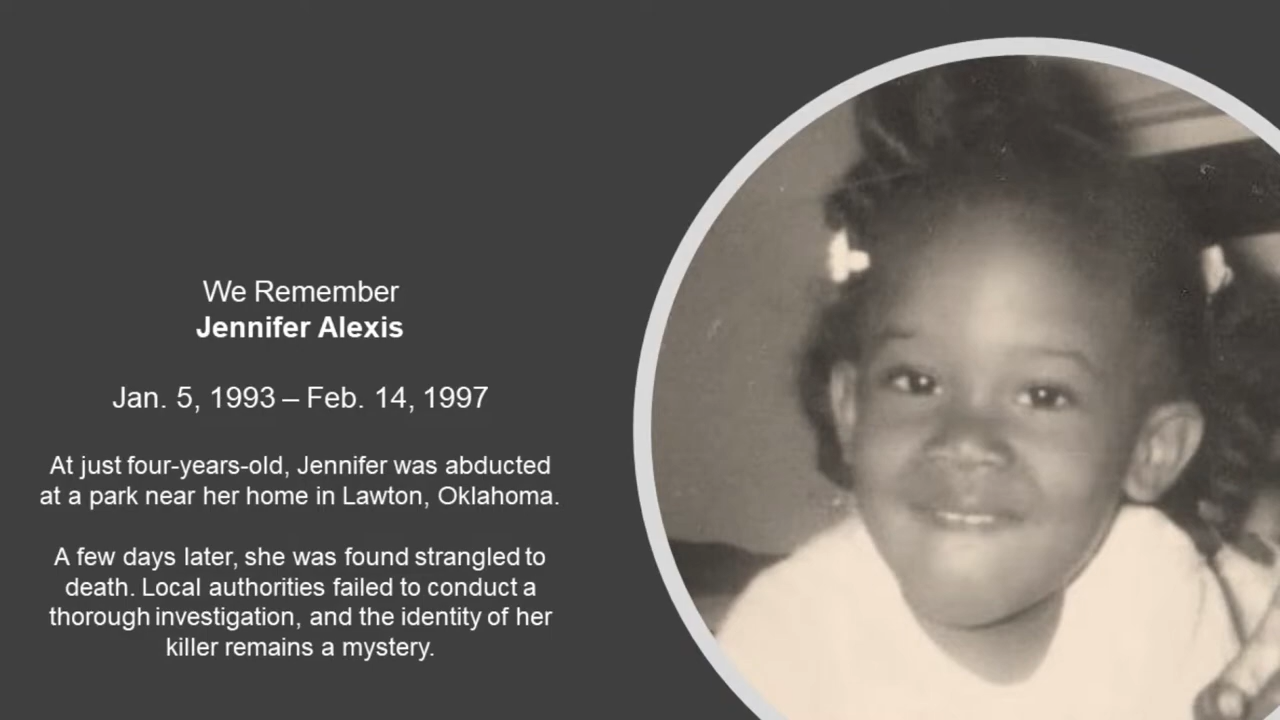 We Remember
Jennifer Alexis
Jan. 5, 1993 – Feb. 14, 1997
At just four-years-old, Jennifer was abducted
at a park near her home in Lawton, Oklahoma.
A few days later, she was found strangled to
death. Local authorities failed to conduct a
thorough investigation, and the identity of her
killer remains a mystery.